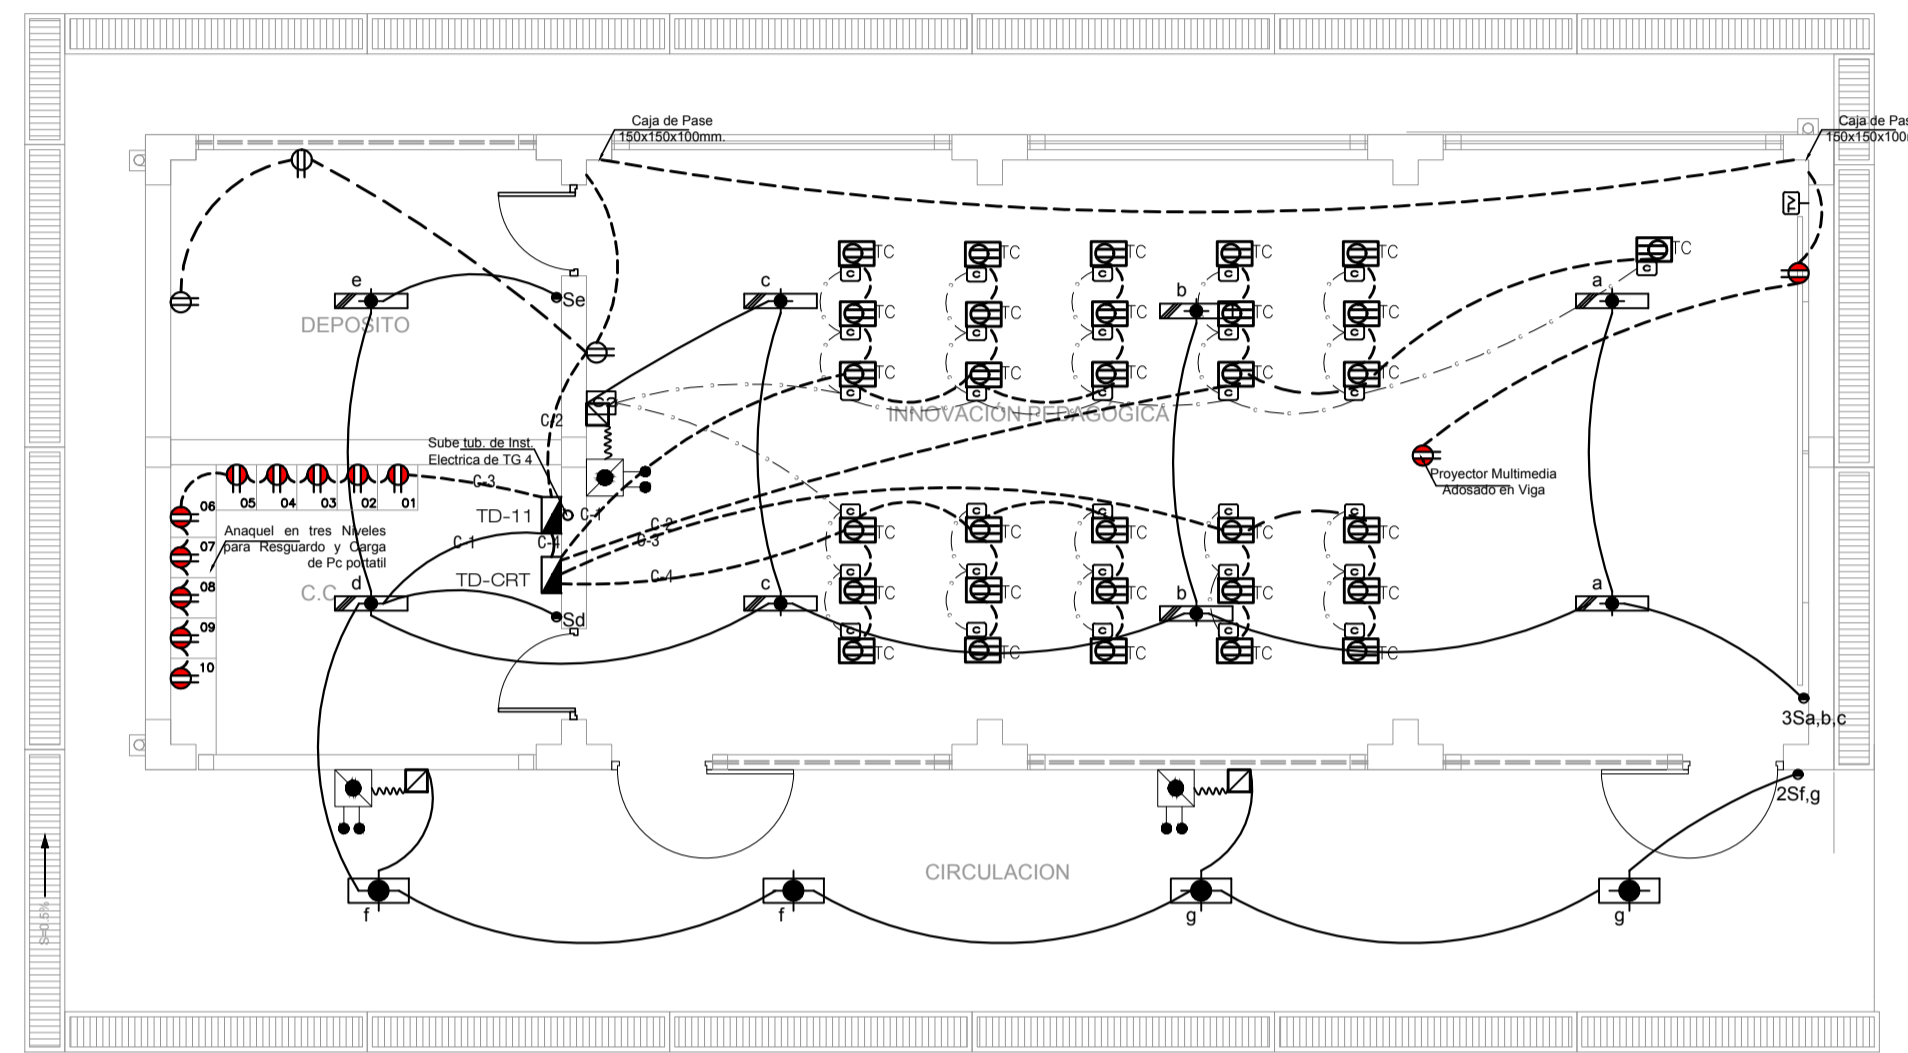 Caja de Pase
150x150x100mm.
Caja de Pas
150x150x100
TV
TC TC TC TC TC
C C C C C
TC
C
e
Se
c
b
a
DEPOSITO
TC TC TC TC
C C C C C
TC TC TC TC TC
C C C C C
INNOVACIÓN PEDAGÓGICA
C-2
Sube tub. de Inst.
Electrica de TG 4
C-3
05 04 03 02 01
06
07
08
09
10
Anaquel en tres Niveles
para Resguardo y Carga
de Pc portatil
TD-11
C-1
C-2
C-3
C-1
C-4
TD-CRT
C-4
C.C
d
Sd
c
b
a
Proyector Multimedia
Adosado en Viga
C C C C C
TC TC TC TC TC
C C C C C
TC TC TC TC TC
C C C C C
TC TC TC TC TC
3Sa,b,c
2Sf,g
CIRCULACION
f
f
g
g
S=0.5%